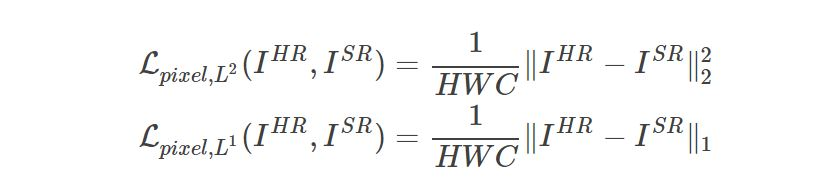 $\mathcal{L}_{pixel,L^2}(I^{HR}, I^{SR}) = \frac{1}{HWC} \| I^{HR} - I^{SR} \|_2^2$
$\mathcal{L}_{pixel,L^1}(I^{HR}, I^{SR}) = \frac{1}{HWC} \| I^{HR} - I^{SR} \|_1$